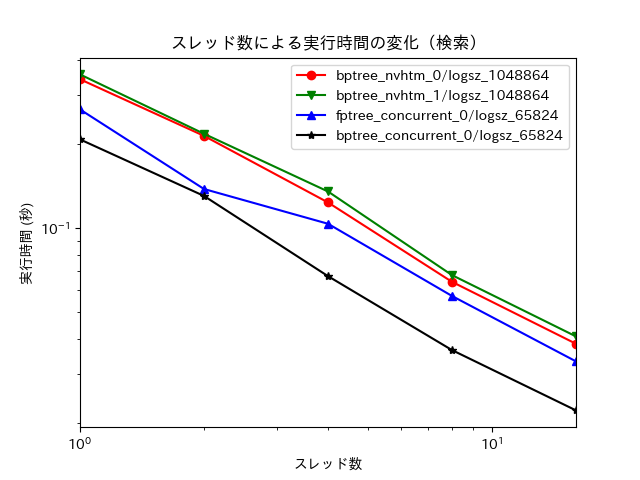 スレッド数による実行時間の変化（検索）
bptree_nvhtm_0/logsz_1048864
bptree_nvhtm_1/logsz_1048864
fptree_concurrent_0/logsz_65824
bptree_concurrent_0/logsz_65824
実行時間 (秒)
10⁻¹
10⁰
10¹
スレッド数